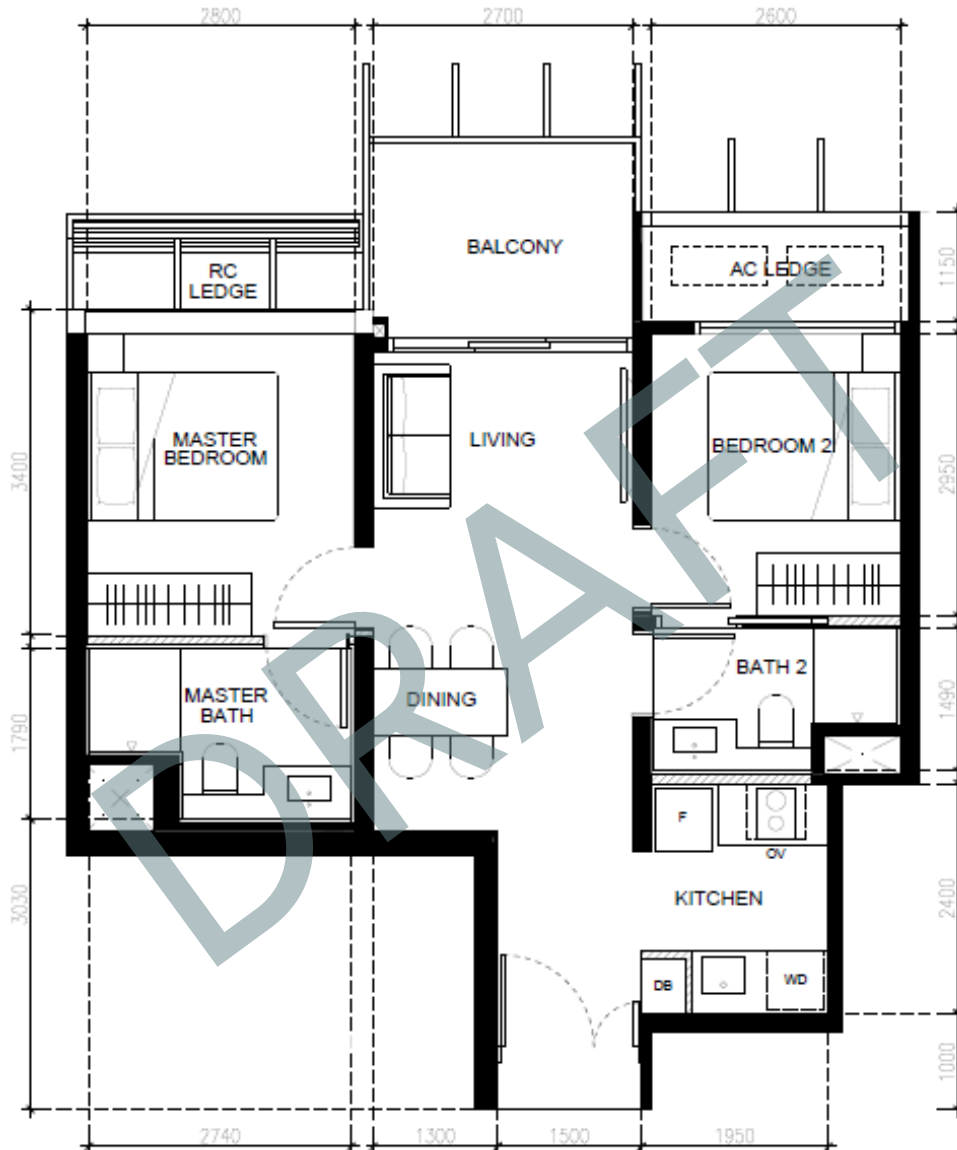 2800
2700
2600
BALCONY
RC
LEDGE
AC LEDGE
1150
MASTER
BEDROOM
LIVING
BEDROOM 2
3400
2950
MASTER
BATH
DINING
BATH 2
1790
1490
F
OV
KITCHEN
3030
2400
DB
WD
1000
2740
1300
1500
1950
DRAFT